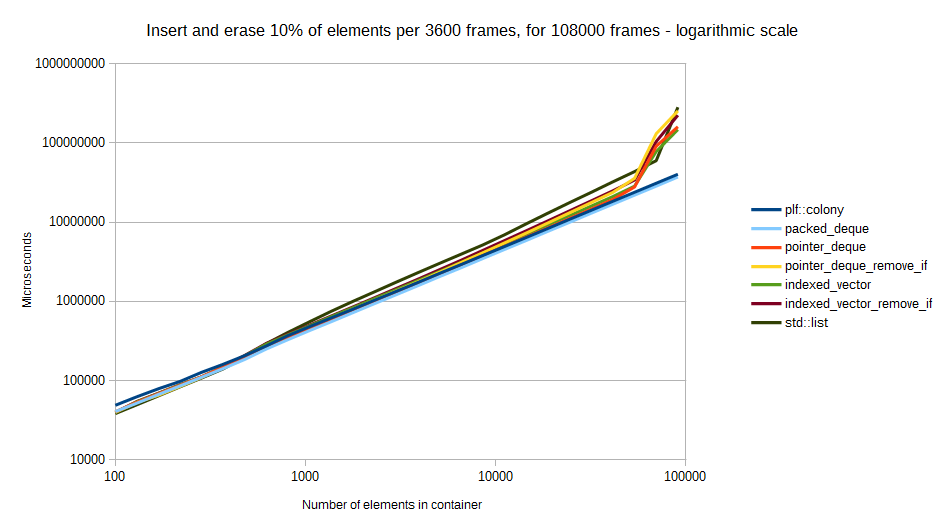 Insert and erase 10% of elements per 3600 frames, for 108000 frames - logarithmic scale
1000000000
100000000
10000000
1000000
100000
10000
Microseconds
100
1000
10000
100000
Number of elements in container
plf::colony
packed_deque
pointer_deque
pointer_deque_remove_if
indexed_vector
indexed_vector_remove_if
std::list